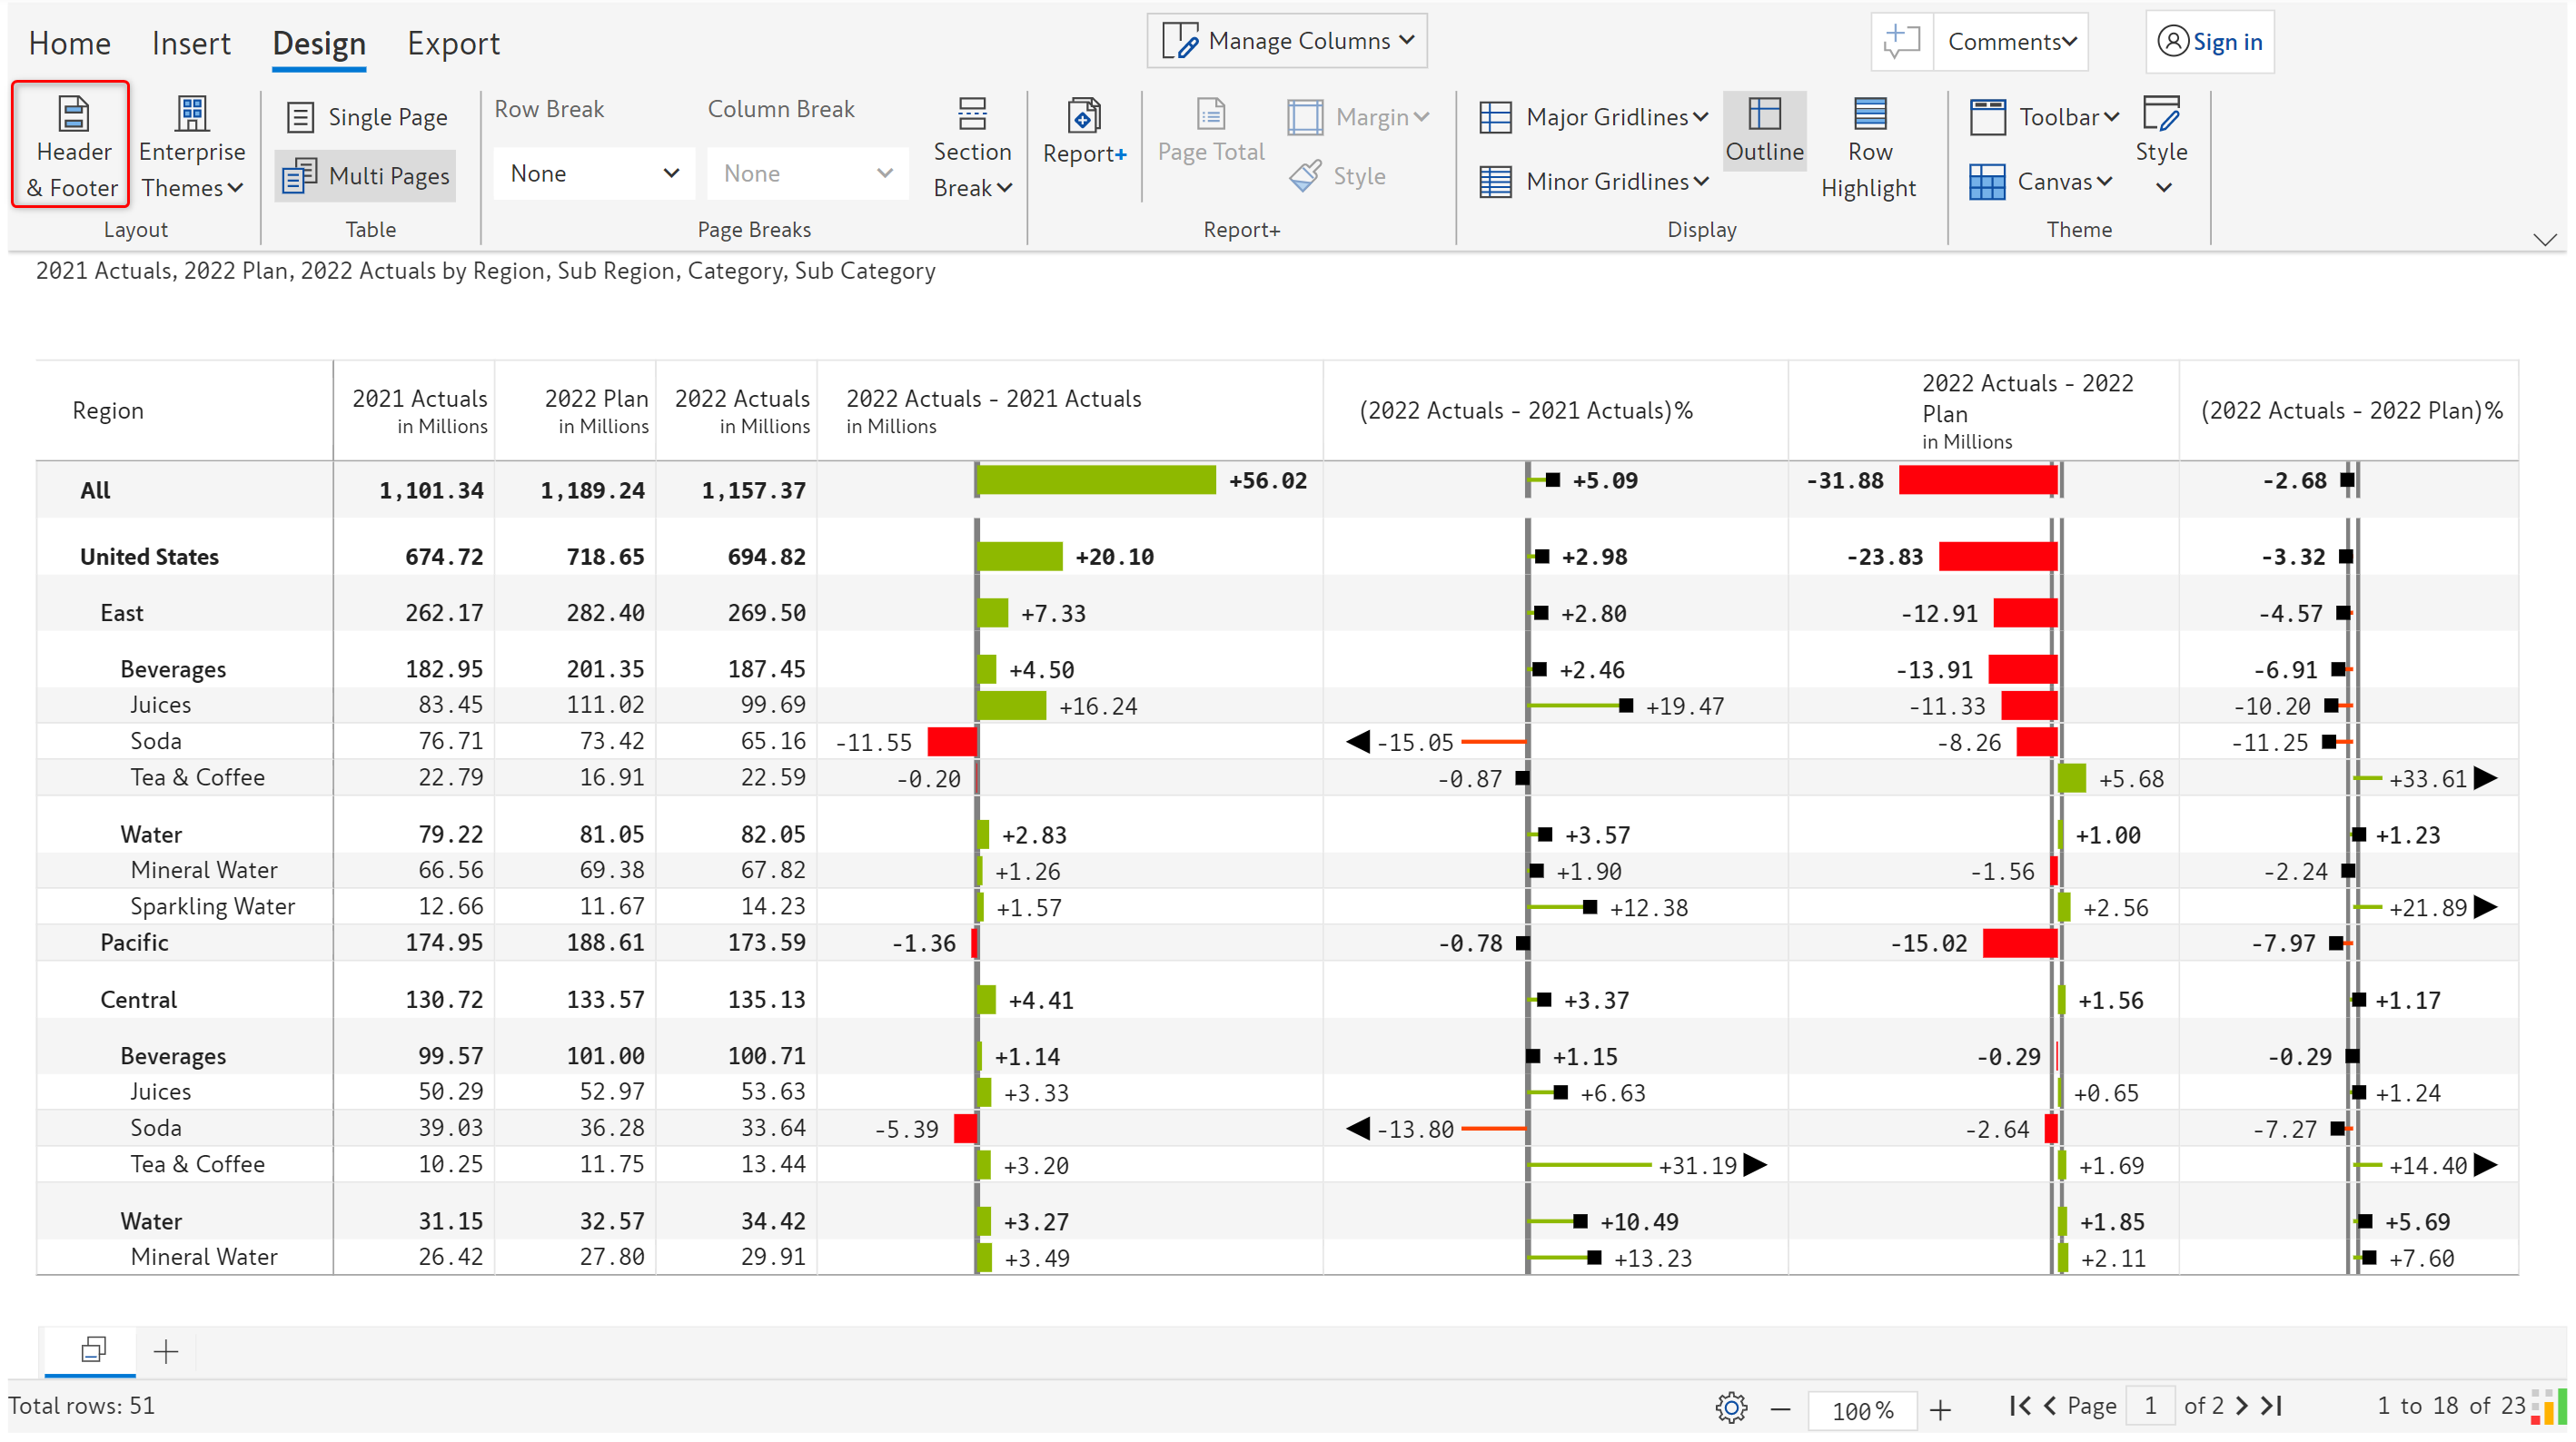 Home Insert Design Export Manage Columns Comments Sign in
Header & Footer
Enterprise Themes
Layout
Single Page
Multi Pages
Table
Row Break Column Break
None None
Section Break
Page Breaks
Report+
Page Total
Margin
Style
Report+
Major Gridlines
Minor Gridlines
Outline
Row Highlight
Display
Toolbar
Canvas
Style
Theme
2021 Actuals, 2022 Plan, 2022 Actuals by Region, Sub Region, Category, Sub Category
Region
2021 Actuals
in Millions
2022 Plan
in Millions
2022 Actuals
in Millions
2022 Actuals - 2021 Actuals
in Millions
(2022 Actuals - 2021 Actuals)%
2022 Actuals - 2022
Plan
in Millions
(2022 Actuals - 2022 Plan)%
All 1,101.34 1,189.24 1,157.37 +56.02 +5.09 -31.88 -2.68
United States 674.72 718.65 694.82 +20.10 +2.98 -23.83 -3.32
East 262.17 282.40 269.50 +7.33 +2.80 -12.91 -4.57
Beverages 182.95 201.35 187.45 +4.50 +2.46 -13.91 -6.91
Juices 83.45 111.02 99.69 +16.24 +19.47 -11.33 -10.20
Soda 76.71 73.42 65.16 -11.55 -15.05 -8.26 -11.25
Tea & Coffee 22.79 16.91 22.59 -0.20 -0.87 +5.68 +33.61
Water 79.22 81.05 82.05 +2.83 +3.57 +1.00 +1.23
Mineral Water 66.56 69.38 67.82 +1.26 +1.90 -1.56 -2.24
Sparkling Water 12.66 11.67 14.23 +1.57 +12.38 +2.56 +21.89
Pacific 174.95 188.61 173.59 -1.36 -0.78 -15.02 -7.97
Central 130.72 133.57 135.13 +4.41 +3.37 +1.56 +1.17
Beverages 99.57 101.00 100.71 +1.14 +1.15 -0.29 -0.29
Juices 50.29 52.97 53.63 +3.33 +6.63 +0.65 +1.24
Soda 39.03 36.28 33.64 -5.39 -13.80 -2.64 -7.27
Tea & Coffee 10.25 11.75 13.44 +3.20 +31.19 +1.69 +14.40
Water 31.15 32.57 34.42 +3.27 +10.49 +1.85 +5.69
Mineral Water 26.42 27.80 29.91 +3.49 +13.23 +2.11 +7.60
Total rows: 51 100% Page 1 of 2 1 to 18 of 23